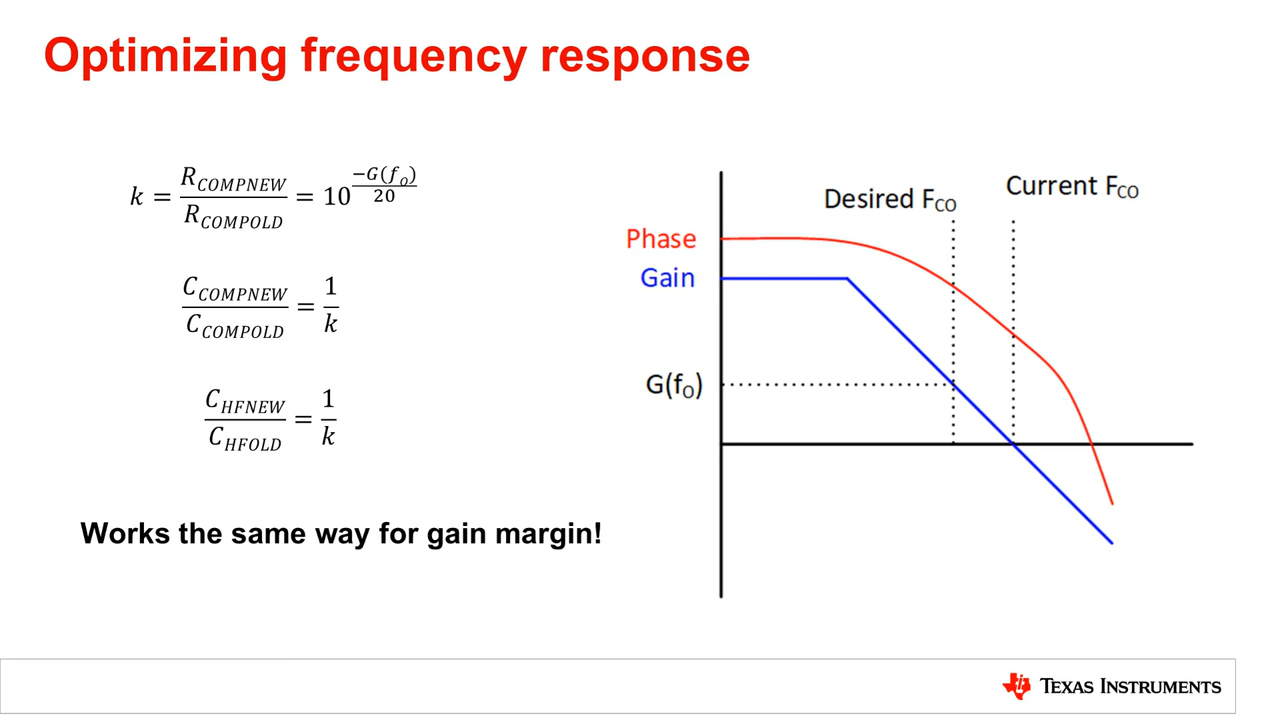 Optimizing frequency response
k = R_COMPNEW / R_COMPOLD = 10^(−G(f_O)/20)
C_COMPNEW / C_COMPOLD = 1/k
C_HFNEW / C_HFOLD = 1/k
Works the same way for gain margin!
Desired F_CO
Current F_CO
Phase
Gain
G(f_O)
TEXAS INSTRUMENTS